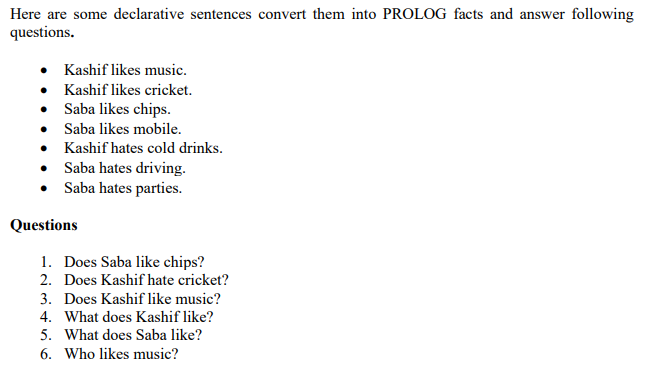 Here are some declarative sentences convert them into PROLOG facts and answer following
questions.
• Kashif likes music.
• Kashif likes cricket.
• Saba likes chips.
• Saba likes mobile.
• Kashif hates cold drinks.
• Saba hates driving.
• Saba hates parties.
Questions
1. Does Saba like chips?
2. Does Kashif hate cricket?
3. Does Kashif like music?
4. What does Kashif like?
5. What does Saba like?
6. Who likes music?